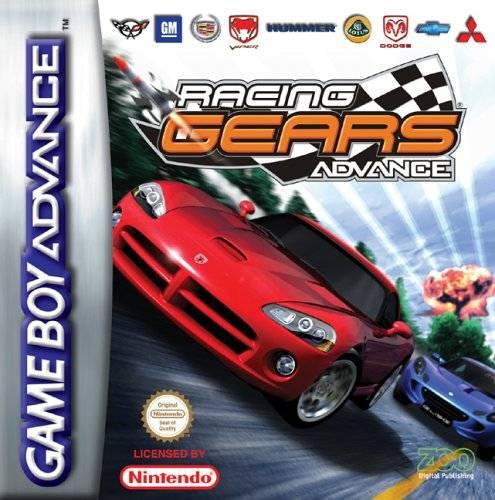 GAME BOY ADVANCE
GM
VIPER
HUMMER
LOTUS
DODGE
RACING
GEARS®
ADVANCE
Original
Nintendo
Seal of
Quality
LICENSED BY
Nintendo
ZOO
Digital Publishing